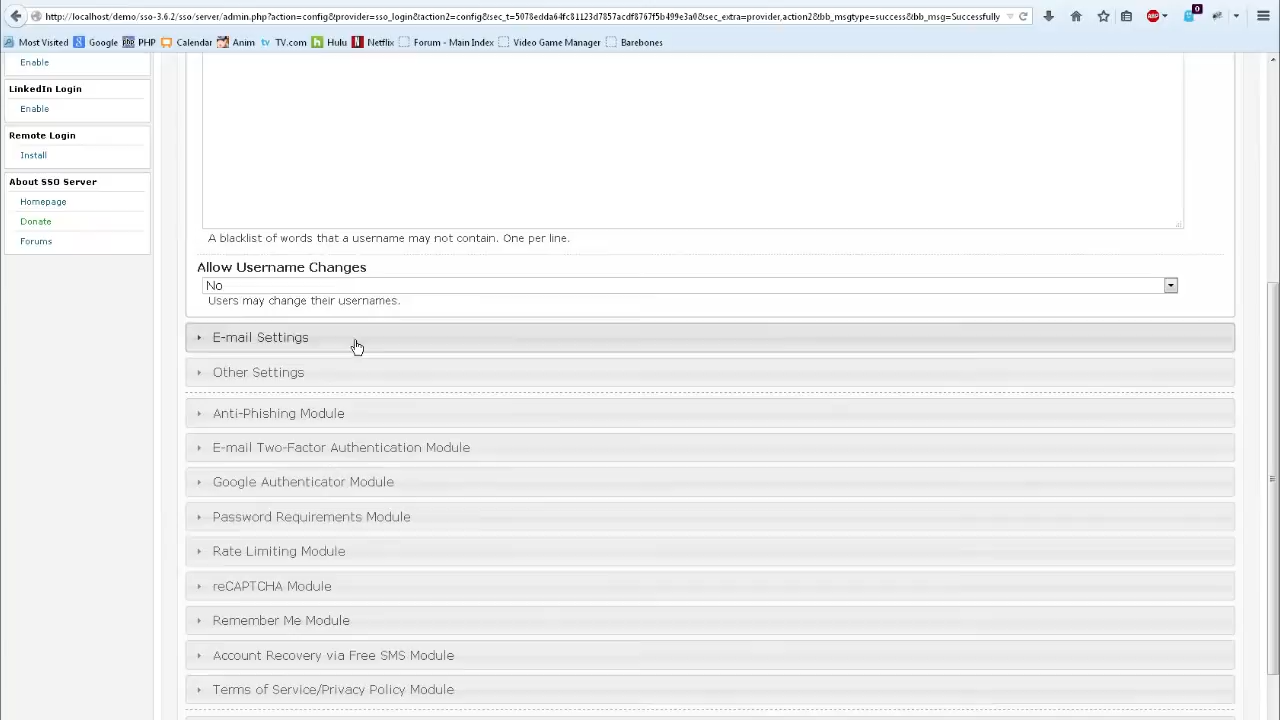 http://localhost/demo/sso-3.6.2/sso/server/admin.php?action=config&provider=sso_login&action2=config&sec_t=5078edda64fc81123d7857acdf8767f5b499e3a0&sec_extra=provider,action2&bb_msgtype=success&bb_msg=Successfully
ABP
0
Most Visited Google PHP Calendar Anim TV.com Hulu Netflix Forum - Main Index Video Game Manager Barebones
Enable
LinkedIn Login
Enable
Remote Login
Install
About SSO Server
Homepage
Donate
Forums
A blacklist of words that a username may not contain. One per line.
Allow Username Changes
No
Users may change their usernames.
E-mail Settings
Other Settings
Anti-Phishing Module
E-mail Two-Factor Authentication Module
Google Authenticator Module
Password Requirements Module
Rate Limiting Module
reCAPTCHA Module
Remember Me Module
Account Recovery via Free SMS Module
Terms of Service/Privacy Policy Module